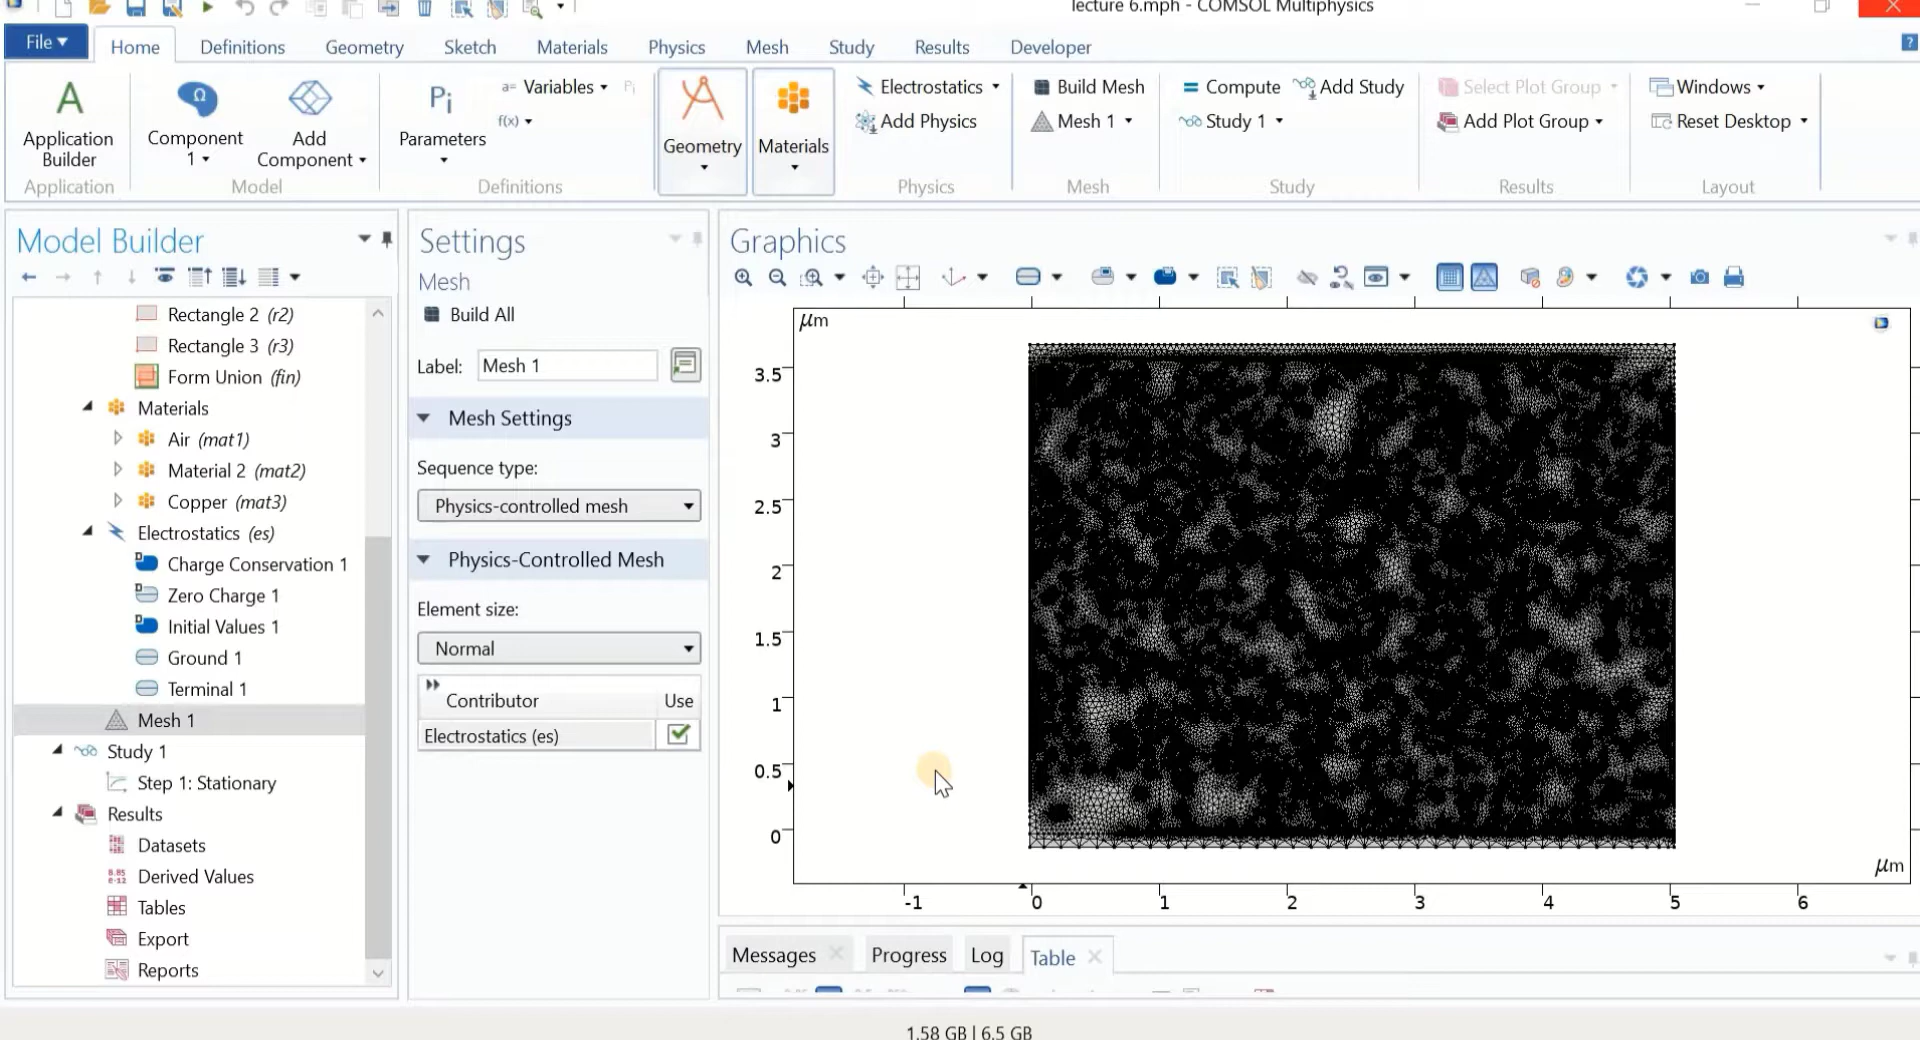 lecture 6.mph - COMSOL Multiphysics
File Home Definitions Geometry Sketch Materials Physics Mesh Study Results Developer
Application Builder
Component 1
Add Component
Pi Parameters
a= Variables Pi
f(x)
Geometry
Materials
Electrostatics
Add Physics
Build Mesh
Mesh 1
Compute
Add Study
Study 1
Select Plot Group
Add Plot Group
Windows
Reset Desktop
Application Model Definitions Physics Mesh Study Results Layout
Model Builder
Rectangle 2 (r2)
Rectangle 3 (r3)
Form Union (fin)
Materials
Air (mat1)
Material 2 (mat2)
Copper (mat3)
Electrostatics (es)
Charge Conservation 1
Zero Charge 1
Initial Values 1
Ground 1
Terminal 1
Mesh 1
Study 1
Step 1: Stationary
Results
Datasets
8.85 e-12 Derived Values
Tables
Export
Reports
Settings
Mesh
Build All
Label: Mesh 1
Mesh Settings
Sequence type:
Physics-controlled mesh
Physics-Controlled Mesh
Element size:
Normal
Contributor Use
Electrostatics (es)
Graphics
μm
3.5
3
2.5
2
1.5
1
0.5
0
μm
-1 0 1 2 3 4 5 6
Messages Progress Log Table
1.58 GB | 6.5 GB